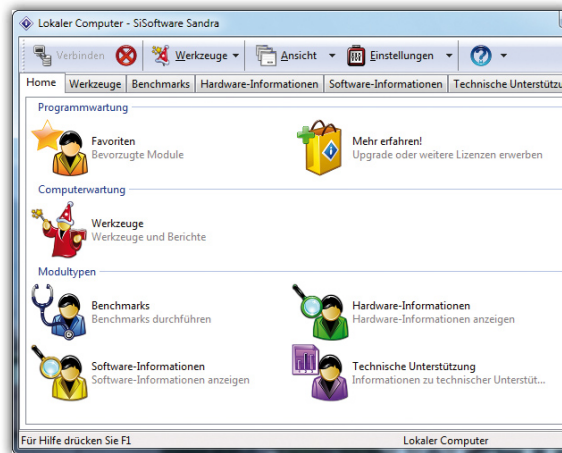 Lokaler Computer - SiSoftware Sandra
Verbinden Werkzeuge Ansicht Einstellungen ?
Home Werkzeuge Benchmarks Hardware-Informationen Software-Informationen Technische Unterstützu
Programmwartung
Favoriten
Bevorzugte Module
Mehr erfahren!
Upgrade oder weitere Lizenzen erwerben
Computerwartung
Werkzeuge
Werkzeuge und Berichte
Modultypen
Benchmarks
Benchmarks durchführen
Hardware-Informationen
Hardware-Informationen anzeigen
Software-Informationen
Software-Informationen anzeigen
Technische Unterstützung
Informationen zu technischer Unterstüt...
Für Hilfe drücken Sie F1 Lokaler Computer